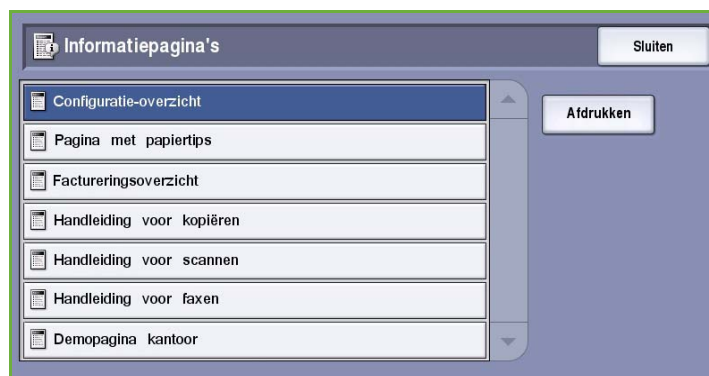 Informatiepagina's
Sluiten
Configuratie-overzicht
Afdrukken
Pagina met papiertips
Factureringsoverzicht
Handleiding voor kopiëren
Handleiding voor scannen
Handleiding voor faxen
Demopagina kantoor